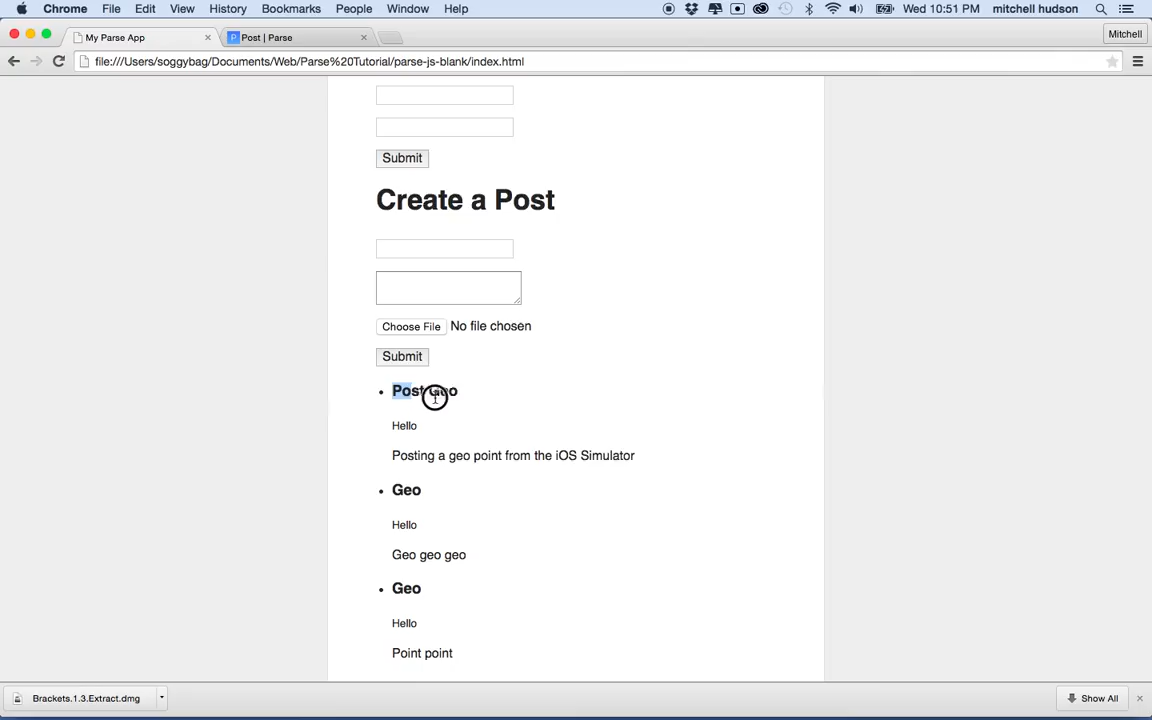 Chrome File Edit View History Bookmarks People Window Help Wed 10:51 PM mitchell hudson
My Parse App Post | Parse Mitchell
file:///Users/soggybag/Documents/Web/Parse%20Tutorial/parse-js-blank/index.html
Submit
Create a Post
Choose File No file chosen
Submit
Post Geo
Hello
Posting a geo point from the iOS Simulator
Geo
Hello
Geo geo geo
Geo
Hello
Point point
Brackets.1.3.Extract.dmg Show All